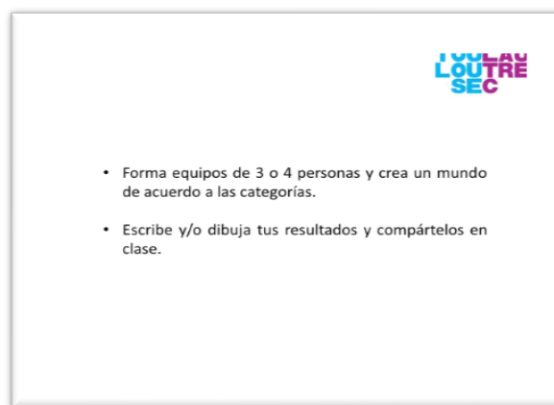 LOUTRE
SEC
• Forma equipos de 3 o 4 personas y crea un mundo
de acuerdo a las categorías.
• Escribe y/o dibuja tus resultados y compártelos en
clase.